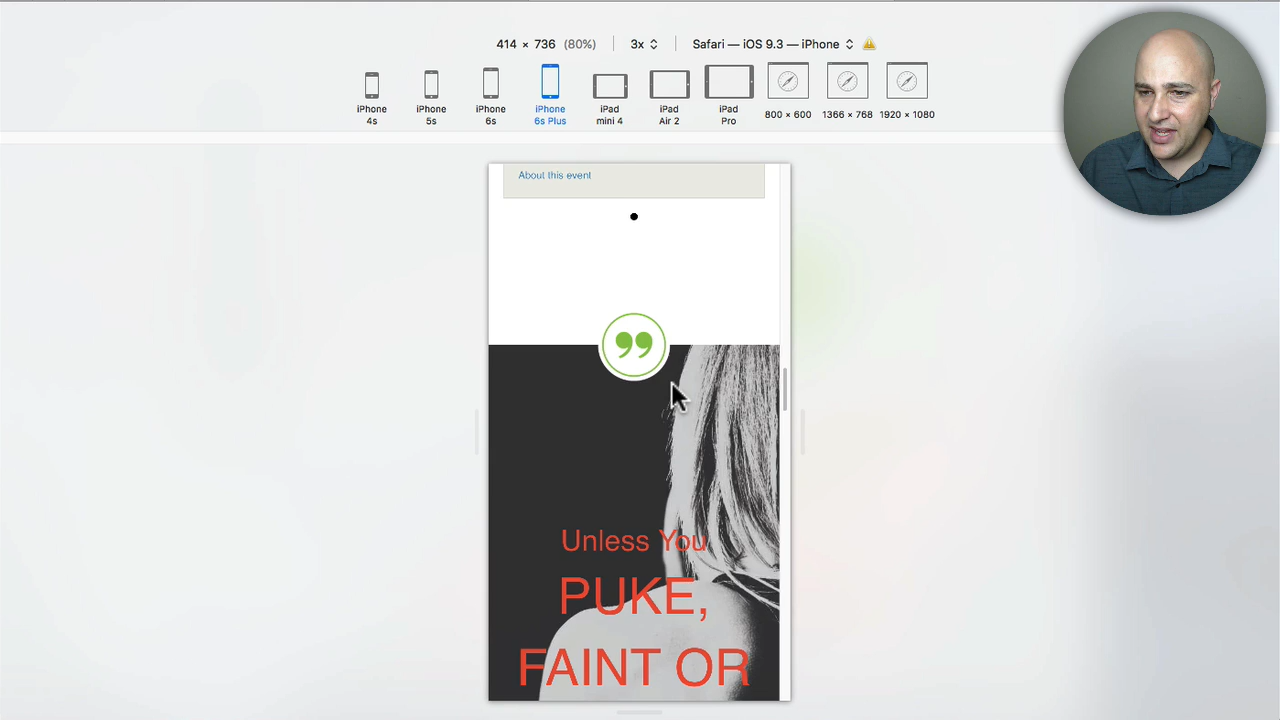 414 × 736 (80%) 3x Safari — iOS 9.3 — iPhone
iPhone 4s
iPhone 5s
iPhone 6s
iPhone 6s Plus
iPad mini 4
iPad Air 2
iPad Pro
800 × 600
1366 × 768
1920 × 1080
About this event
Unless You
PUKE,
FAINT OR